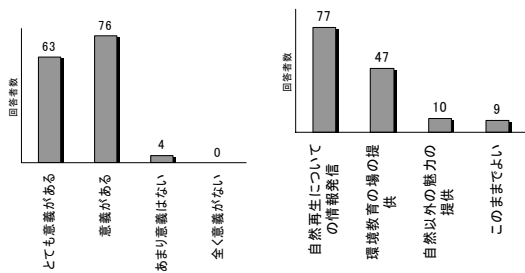 回答者数
63
76
4
0
とても意義がある
意義がある
あまり意義はない
全く意義がない
回答者数
77
47
10
9
自然再生について
の情報発信
環境教育の場の提
供
自然以外の魅力の
提供
このままでよい